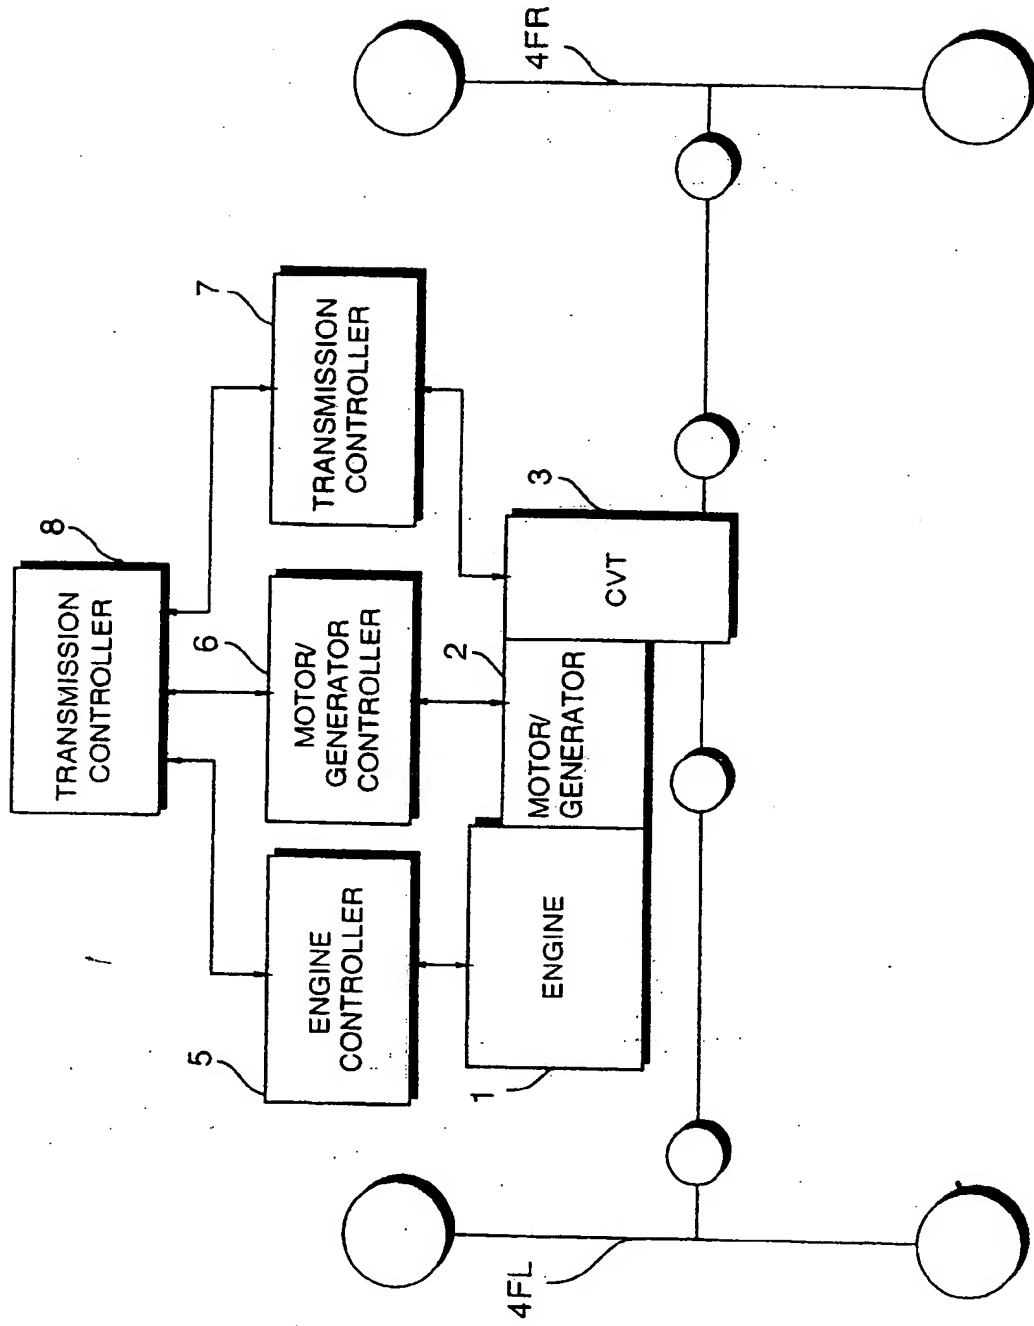 8
TRANSMISSION
CONTROLLER
5
ENGINE
CONTROLLER
6
MOTOR/
GENERATOR
CONTROLLER
7
TRANSMISSION
CONTROLLER
1
ENGINE
2
MOTOR/
GENERATOR
3
CVT
4FL
4FR